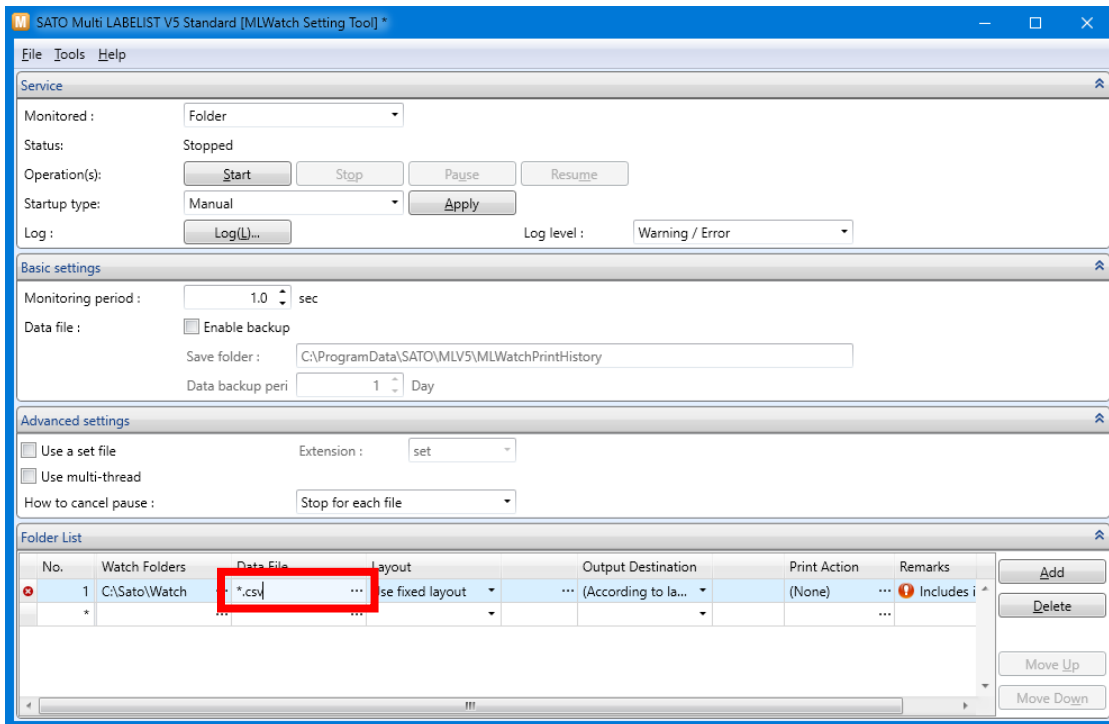 SATO Multi LABELIST V5 Standard [MLWatch Setting Tool] *
File Tools Help
Service
Monitored : Folder
Status: Stopped
Operation(s): Start Stop Pause Resume
Startup type: Manual Apply
Log : Log(L)... Log level : Warning / Error
Basic settings
Monitoring period : 1.0 sec
Data file : Enable backup
Save folder : C:\ProgramData\SATO\MLV5\MLWatchPrintHistory
Data backup peri 1 Day
Advanced settings
Use a set file Extension : set
Use multi-thread
How to cancel pause : Stop for each file
Folder List
No. Watch Folders Data File Layout Output Destination Print Action Remarks Add
1 C:\Sato\Watch ... *.csv ... Use fixed layout ... (According to la... (None) ... Includes i
* ... ... ... Delete
Move Up
Move Down